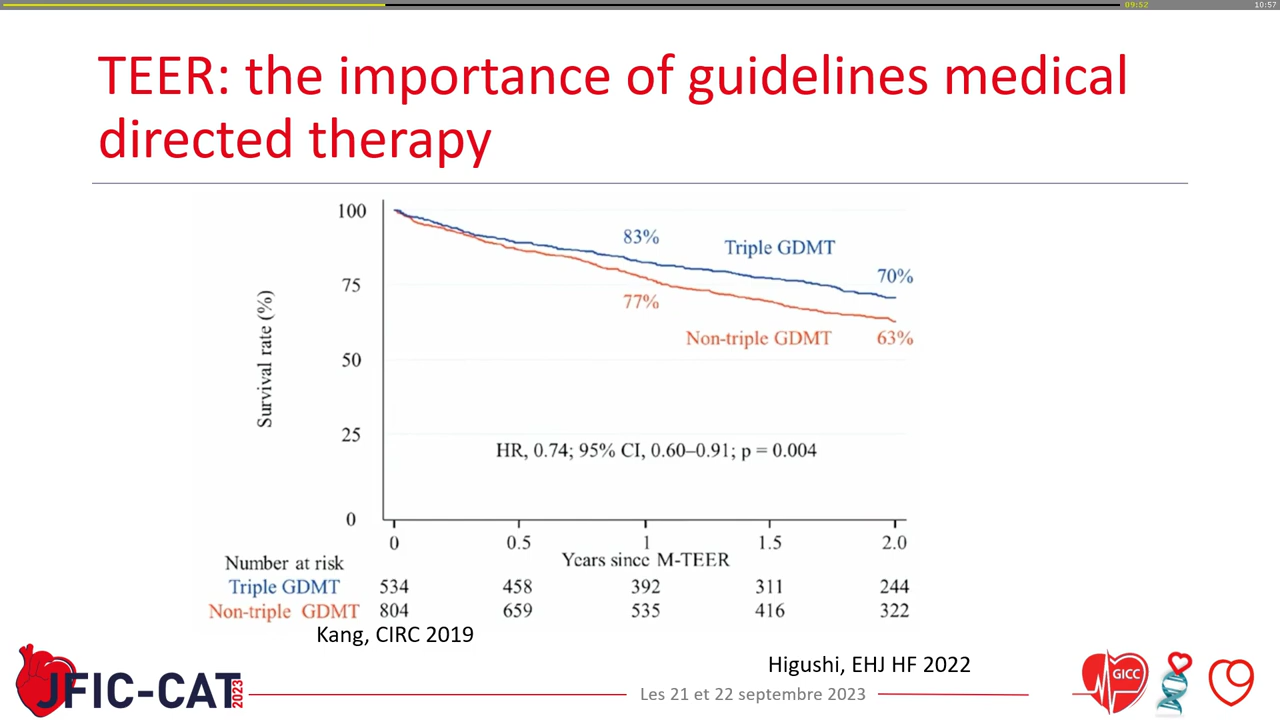 09:52
10:57
TEER: the importance of guidelines medical
directed therapy
100
75
50
25
0
Survival rate (%)
83%
Triple GDMT
70%
77%
Non-triple GDMT
63%
HR, 0.74; 95% CI, 0.60–0.91; p = 0.004
0 0.5 1 1.5 2.0
Years since M-TEER
Number at risk
Triple GDMT 534 458 392 311 244
Non-triple GDMT 804 659 535 416 322
Kang, CIRC 2019
Higushi, EHJ HF 2022
JFIC-CAT 2023
Les 21 et 22 septembre 2023
GICC